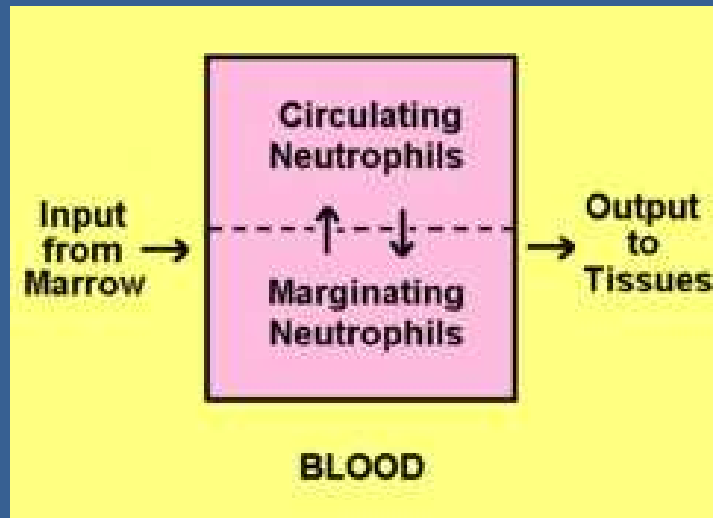 Circulating
Neutrophils
Input
from
Marrow
Output
to
Tissues
Marginating
Neutrophils
BLOOD